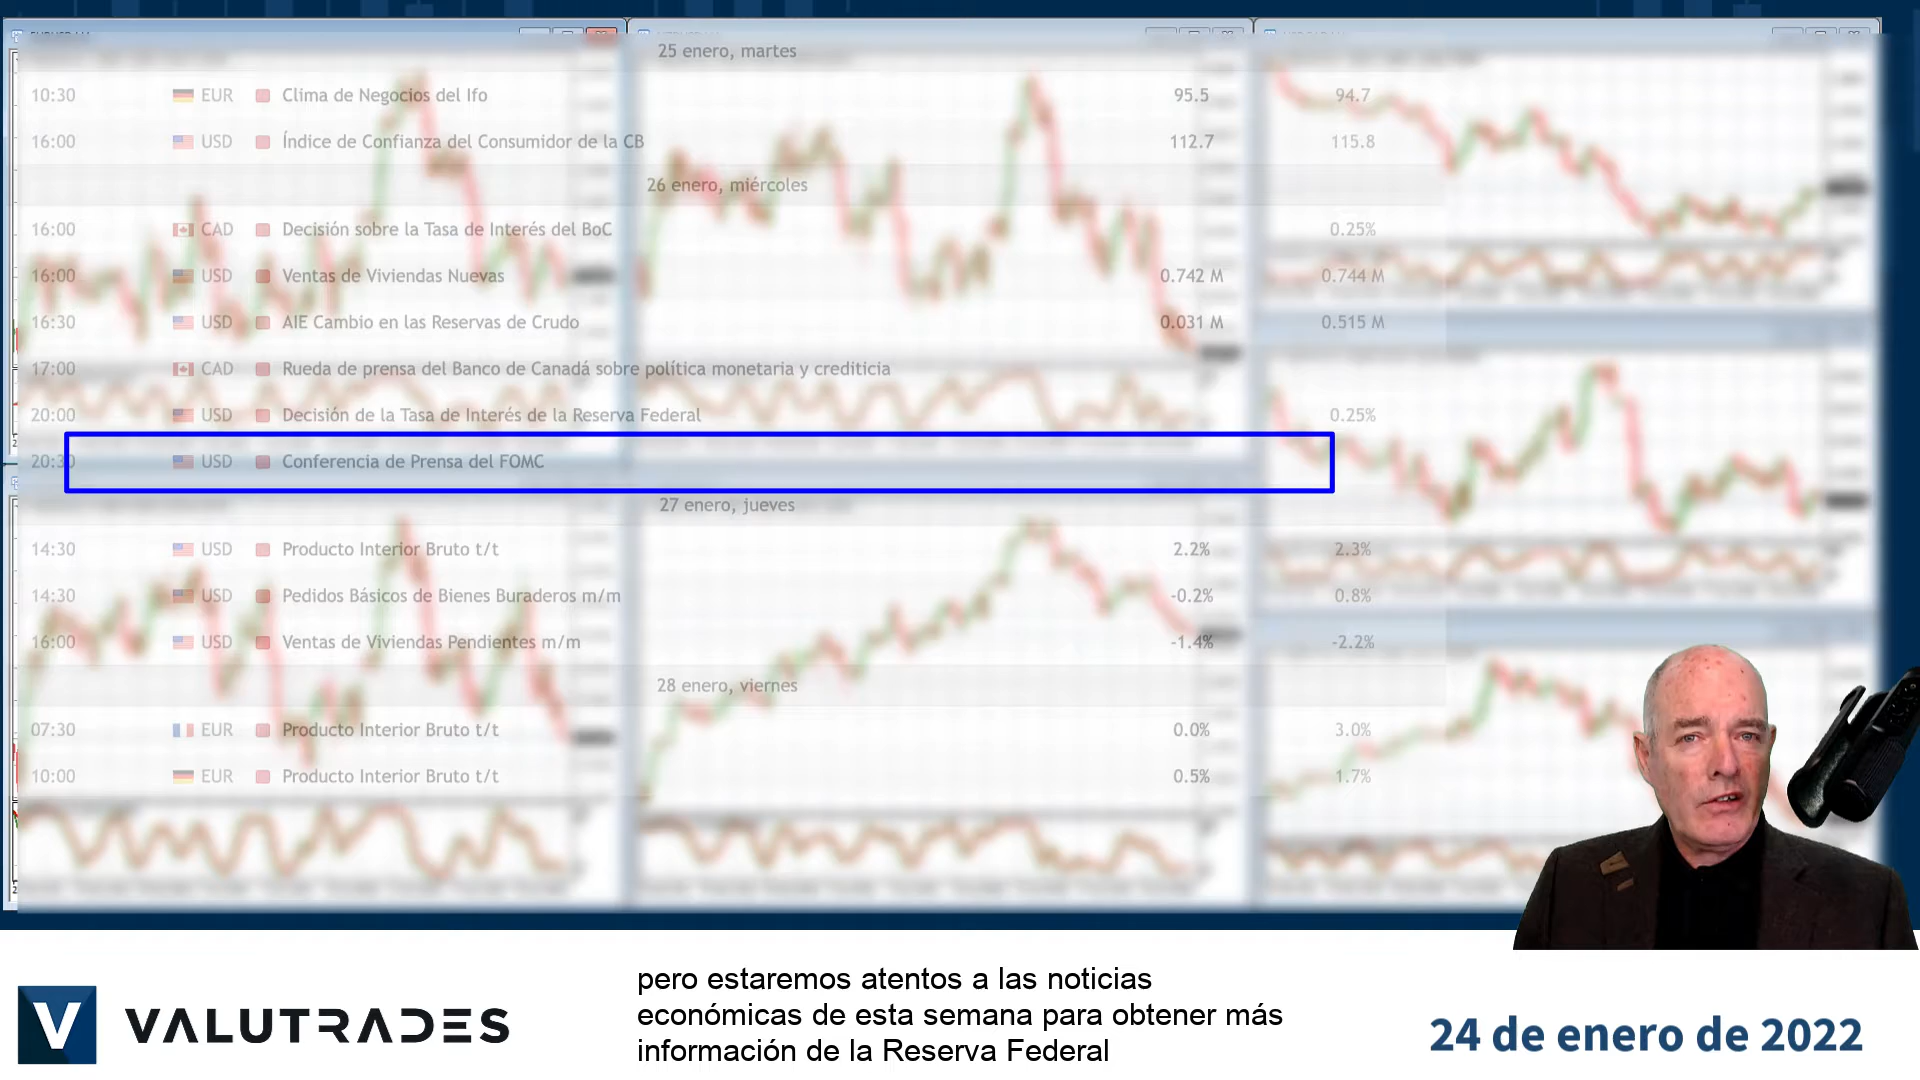 25 enero, martes
10:30 EUR Clima de Negocios del Ifo 95.5 94.7
16:00 USD Índice de Confianza del Consumidor de la CB 112.7 115.8
26 enero, miércoles
16:00 CAD Decisión sobre la Tasa de Interés del BoC 0.25%
16:00 USD Ventas de Viviendas Nuevas 0.742 M 0.744 M
16:30 USD AIE Cambio en las Reservas de Crudo 0.031 M 0.515 M
17:00 CAD Rueda de prensa del Banco de Canadá sobre política monetaria y crediticia
20:00 USD Decisión de la Tasa de Interés de la Reserva Federal 0.25%
20:30 USD Conferencia de Prensa del FOMC
27 enero, jueves
14:30 USD Producto Interior Bruto t/t 2.2% 2.3%
14:30 USD Pedidos Básicos de Bienes Buraderos m/m -0.2% 0.8%
16:00 USD Ventas de Viviendas Pendientes m/m -1.4% -2.2%
28 enero, viernes
07:30 EUR Producto Interior Bruto t/t 0.0% 3.0%
10:00 EUR Producto Interior Bruto t/t 0.5% 1.7%
pero estaremos atentos a las noticias
económicas de esta semana para obtener más
información de la Reserva Federal
V VALUTRADES
24 de enero de 2022